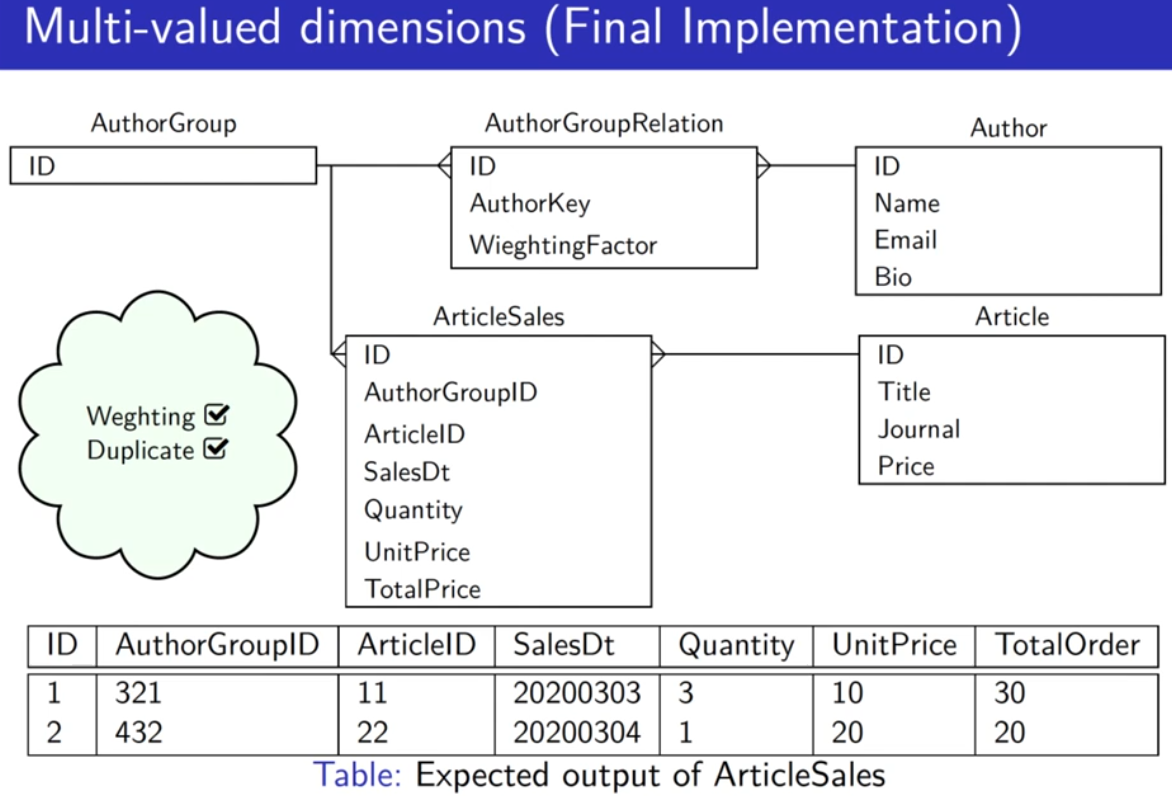 Multi-valued dimensions (Final Implementation)
AuthorGroup
ID
AuthorGroupRelation
ID
AuthorKey
WieghtingFactor
Author
ID
Name
Email
Bio
ArticleSales
ID
AuthorGroupID
ArticleID
SalesDt
Quantity
UnitPrice
TotalPrice
Article
ID
Title
Journal
Price
Weghting
Duplicate
ID AuthorGroupID ArticleID SalesDt Quantity UnitPrice TotalOrder
1 321 11 20200303 3 10 30
2 432 22 20200304 1 20 20
Table: Expected output of ArticleSales